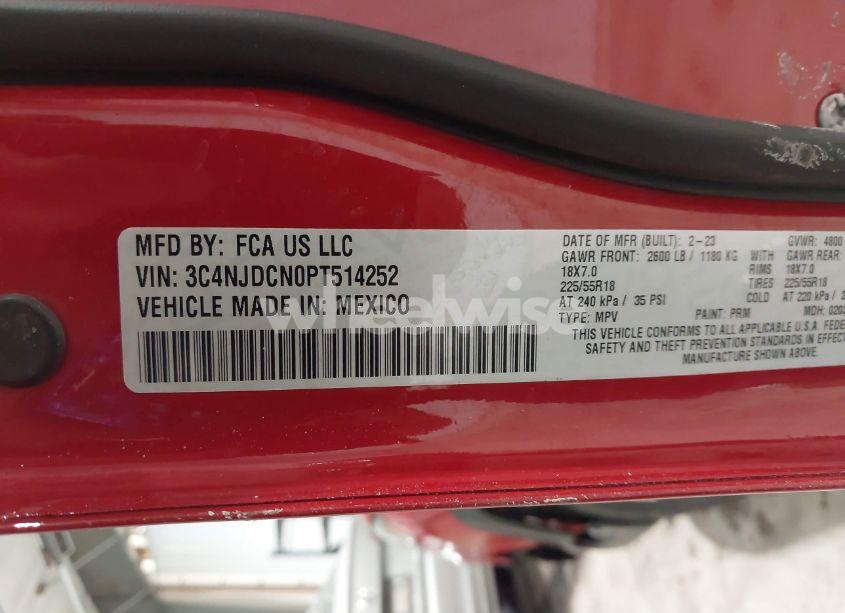 MFD BY: FCA US LLC
VIN: 3C4NJDCN0PT514252
VEHICLE MADE IN: MEXICO
DATE OF MFR (BUILT): 2-23 GVWR: 4800
GAWR FRONT: 2600 LB / 1180 KG WITH GAWR REAR:
18X7.0 RIMS 18X7.0
225/55R18 TIRES 225/55R18
AT 240 kPa / 35 PSI COLD AT 220 kPa /
TYPE: MPV PAINT: PRM MDH:
THIS VEHICLE CONFORMS TO ALL APPLICABLE U.S.A.
SAFETY AND THEFT PREVENTION STANDARDS IN EFFECT
MANUFACTURE SHOWN ABOVE.
wheelwise